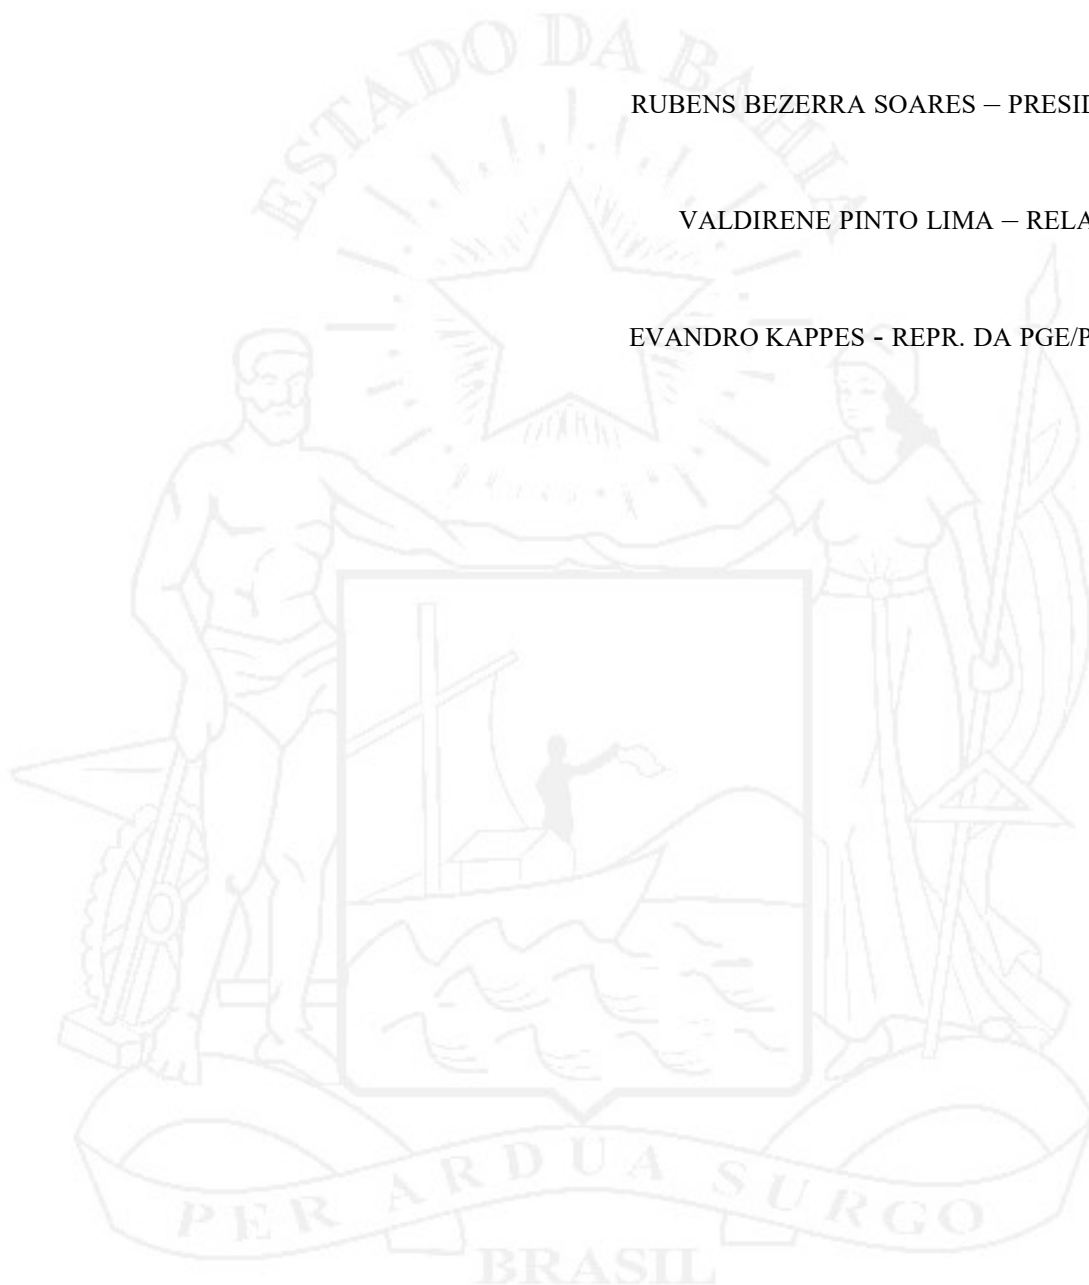 ESTADO DA BAHIA
RUBENS BEZERRA SOARES – PRESID
VALDIRENE PINTO LIMA – RELA
EVANDRO KAPPES - REPR. DA PGE/P
PER ARDUA SURGO
BRASIL